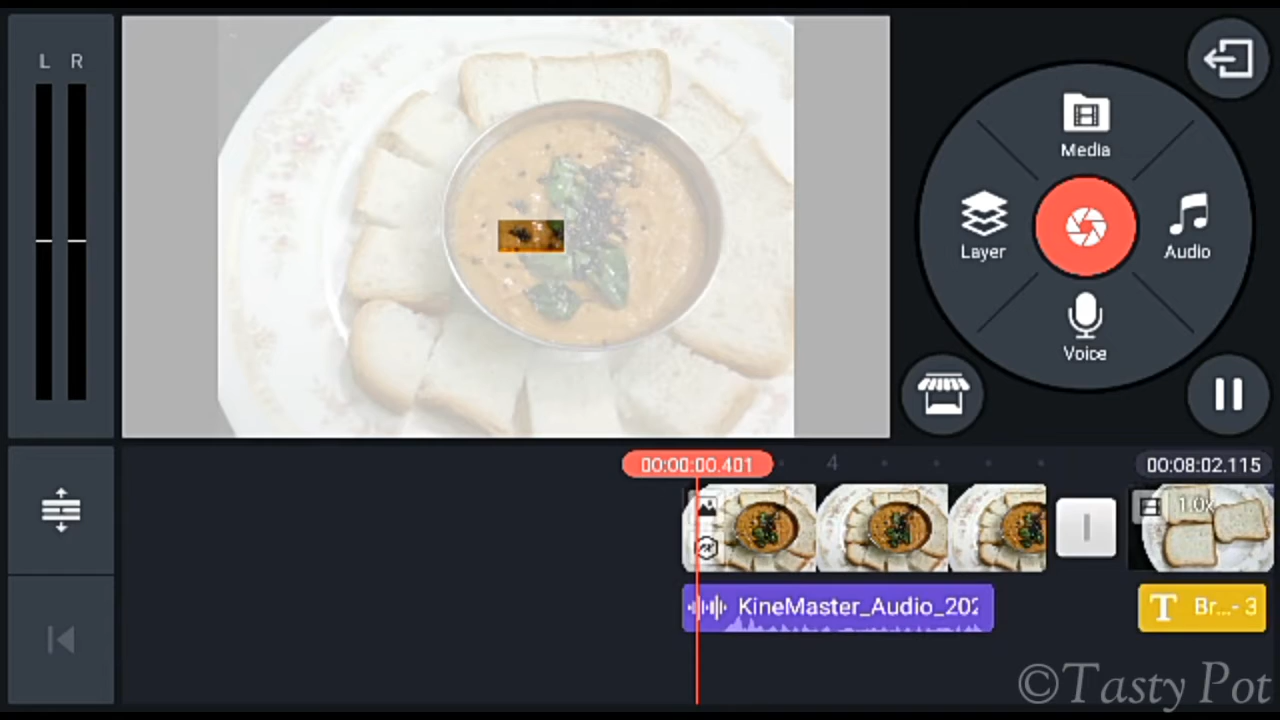 L R
Media
Layer
Audio
Voice
00:00:00.401
4
00:08:02.115
1.0x
KineMaster_Audio_202
T Br...- 3
©Tasty Pot